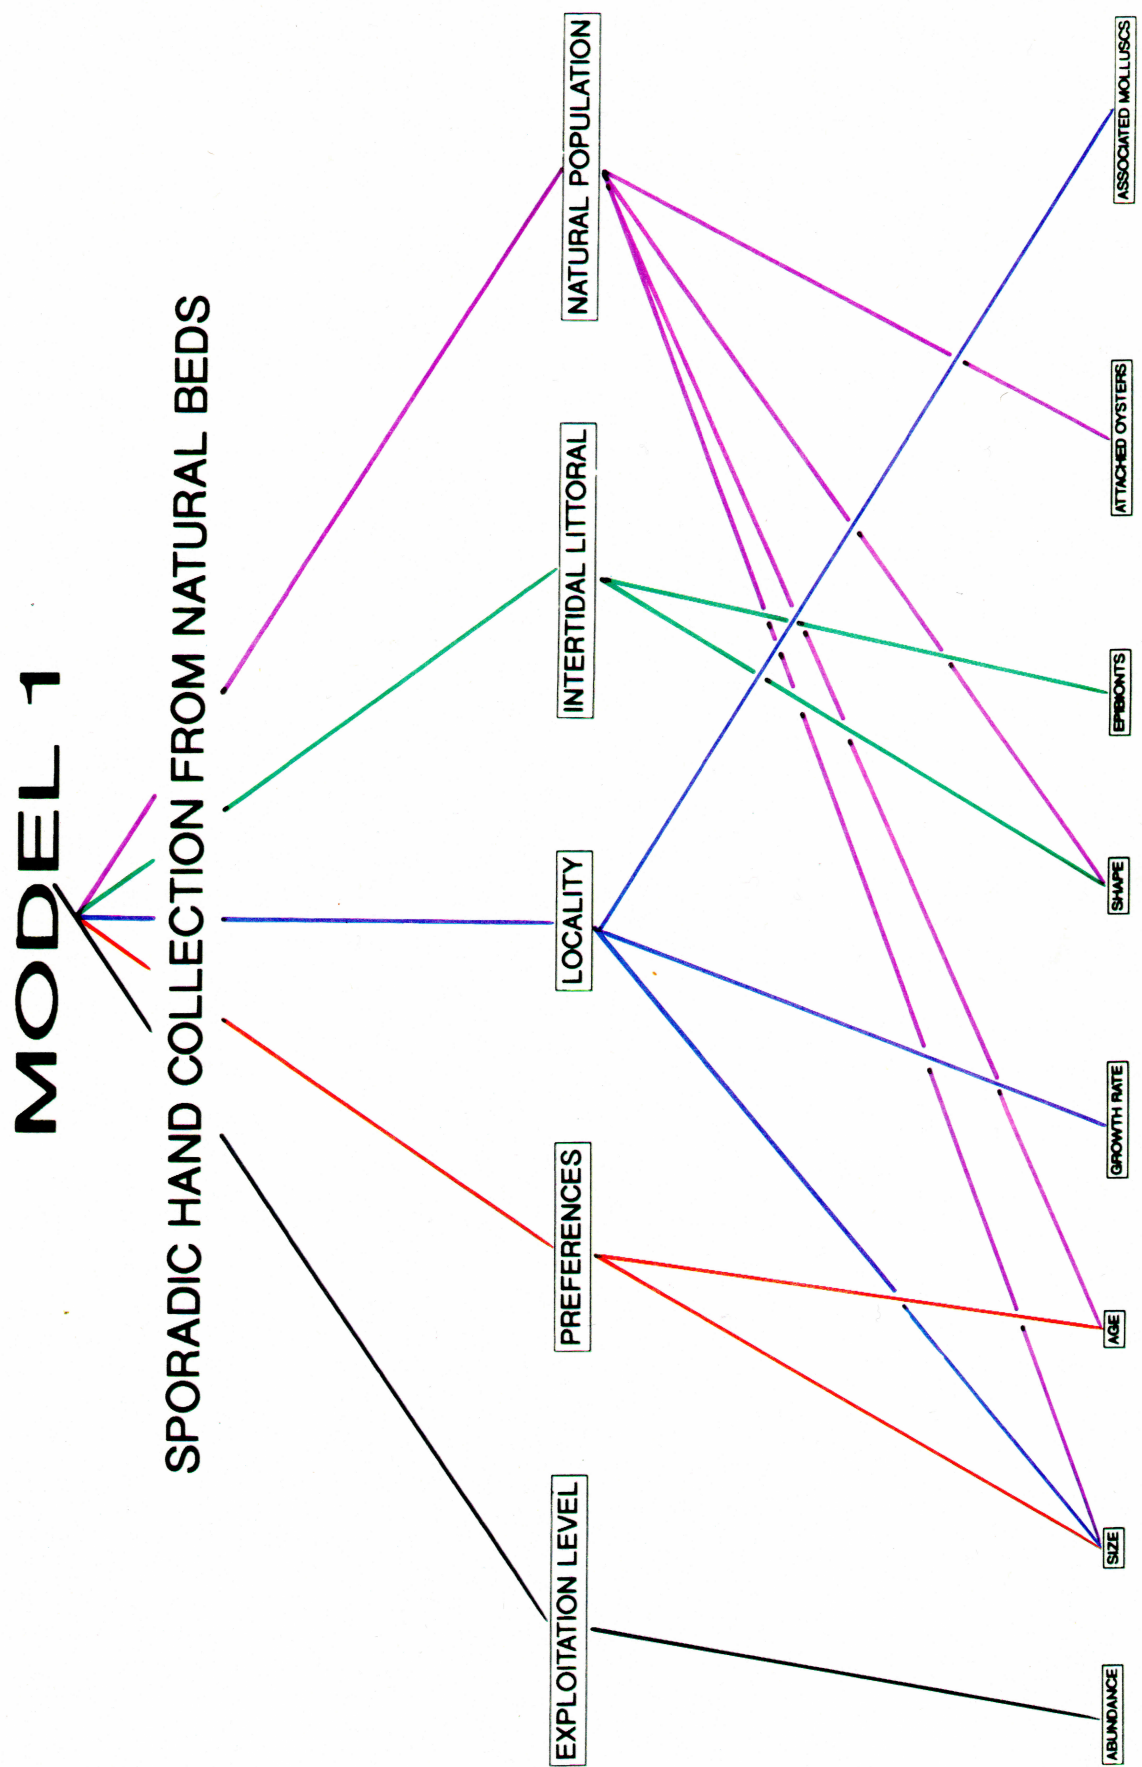 MODEL 1
SPORADIC HAND COLLECTION FROM NATURAL BEDS
EXPLOITATION LEVEL
PREFERENCES
LOCALITY
INTERTIDAL LITTORAL
NATURAL POPULATION
ABUNDANCE
SIZE
AGE
GROWTH RATE
SHAPE
EPIBIONTS
ATTACHED OYSTERS
ASSOCIATED MOLLUSCS